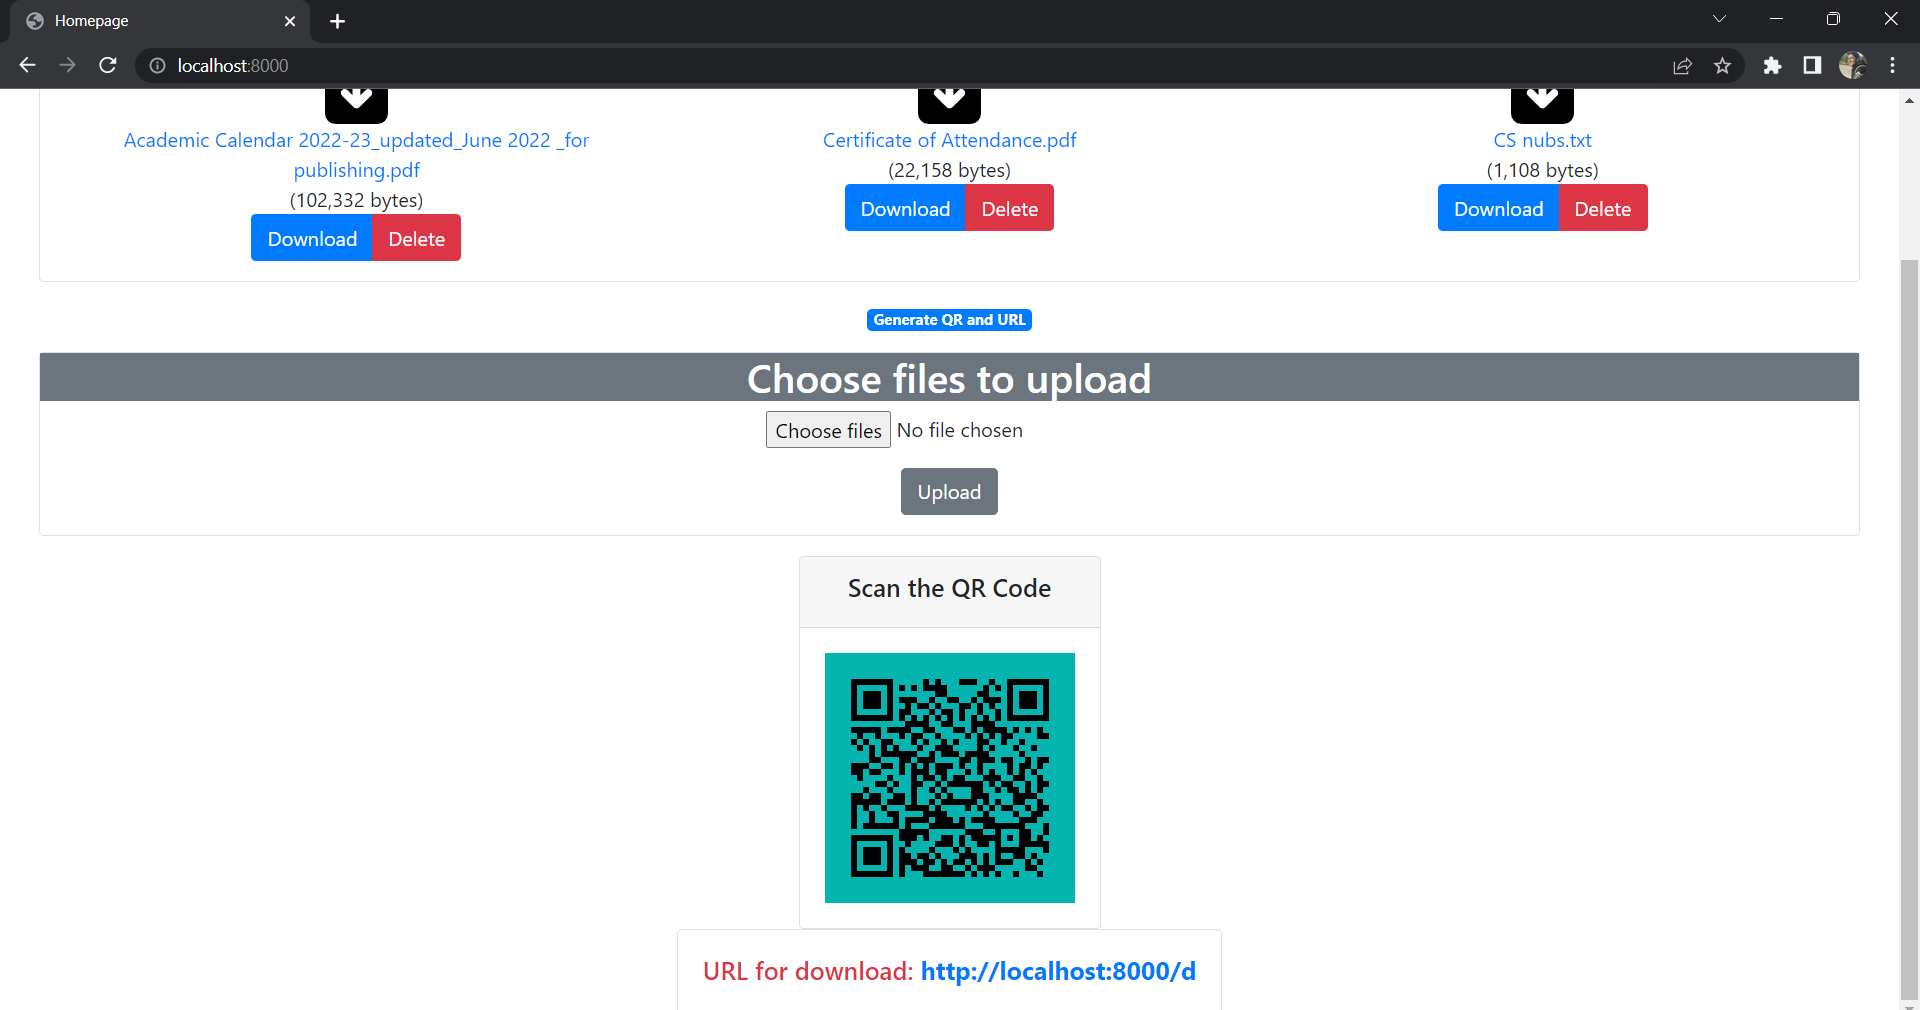 Homepage
localhost:8000
Academic Calendar 2022-23_updated_June 2022 _for
publishing.pdf
(102,332 bytes)
Download Delete
Certificate of Attendance.pdf
(22,158 bytes)
Download Delete
CS nubs.txt
(1,108 bytes)
Download Delete
Generate QR and URL
Choose files to upload
Choose files No file chosen
Upload
Scan the QR Code
URL for download: http://localhost:8000/d